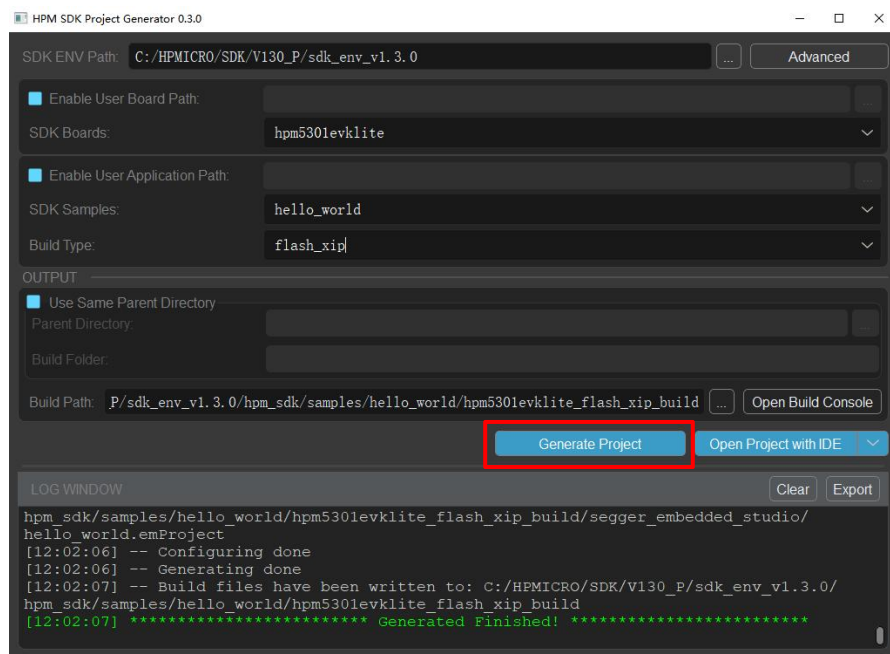 HPM SDK Project Generator 0.3.0
SDK ENV Path: C:/HPMICRO/SDK/V130_P/sdk_env_v1.3.0 ... Advanced
Enable User Board Path: ...
SDK Boards: hpm5301evklite
Enable User Application Path: ...
SDK Samples: hello_world
Build Type: flash_xip
OUTPUT
Use Same Parent Directory
Parent Directory: ...
Build Folder:
Build Path: P/sdk_env_v1.3.0/hpm_sdk/samples/hello_world/hpm5301evklite_flash_xip_build ... Open Build Console
Generate Project Open Project with IDE
LOG WINDOW Clear Export
hpm_sdk/samples/hello_world/hpm5301evklite_flash_xip_build/segger_embedded_studio/
hello_world.emProject
[12:02:06] -- Configuring done
[12:02:06] -- Generating done
[12:02:07] -- Build files have been written to: C:/HPMICRO/SDK/V130_P/sdk_env_v1.3.0/
hpm_sdk/samples/hello_world/hpm5301evklite_flash_xip_build
[12:02:07] ************************* Generated Finished! *************************